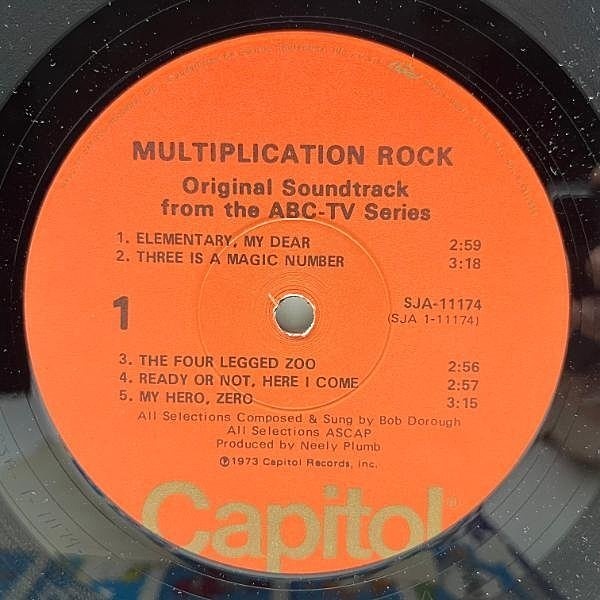 MULTIPLICATION ROCK
Original Soundtrack
from the ABC-TV Series
1. ELEMENTARY, MY DEAR 2:59
2. THREE IS A MAGIC NUMBER 3:18
1
SJA-11174
(SJA 1-11174)
3. THE FOUR LEGGED ZOO 2:56
4. READY OR NOT, HERE I COME 2:57
5. MY HERO, ZERO 3:15
All Selections Composed & Sung by Bob Dorough
All Selections ASCAP
Produced by Neely Plumb
℗1973 Capitol Records, Inc.
Capitol